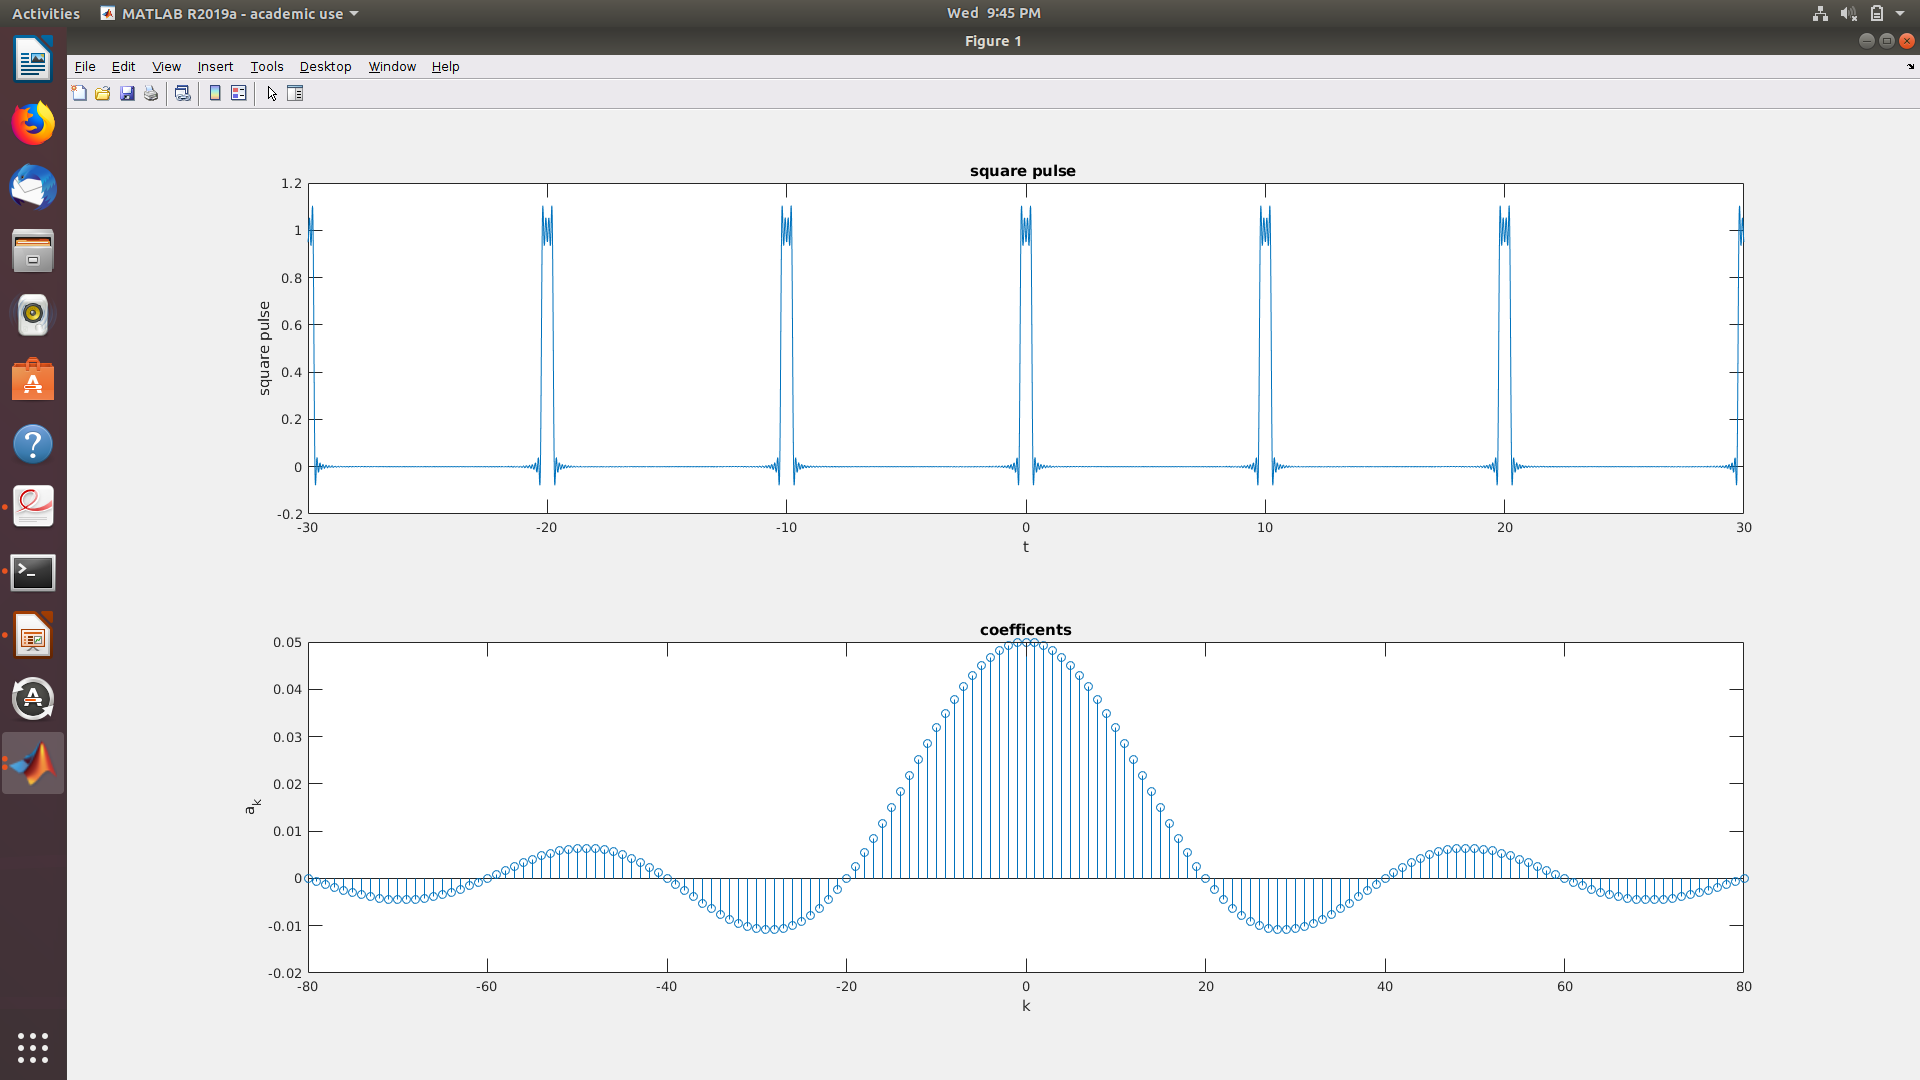 Activities MATLAB R2019a - academic use Wed 9:45 PM
Figure 1
File Edit View Insert Tools Desktop Window Help
square pulse
1.2
1
0.8
0.6
0.4
0.2
0
-0.2
square pulse
-30 -20 -10 0 10 20 30
t
coefficents
0.05
0.04
0.03
0.02
0.01
0
-0.01
-0.02
a_k
-80 -60 -40 -20 0 20 40 60 80
k